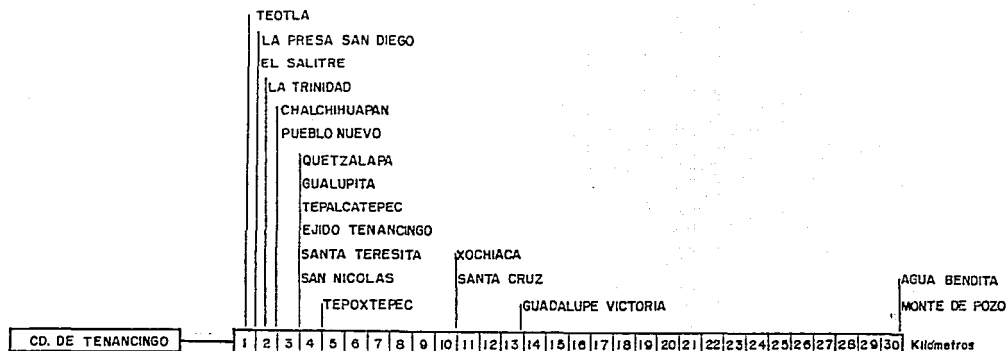 TEOTLA
LA PRESA SAN DIEGO
EL SALITRE
LA TRINIDAD
CHALCHIHUAPAN
PUEBLO NUEVO
QUETZALAPA
GUALUPITA
TEPALCATEPEC
EJIDO TENANCINGO
SANTA TERESITA XOCHIACA
SAN NICOLAS SANTA CRUZ AGUA BENDITA
TEPOXTEPEC GUADALUPE VICTORIA MONTE DE POZO
CD. DE TENANCINGO 1 2 3 4 5 6 7 8 9 10 11 12 13 14 15 16 17 18 19 20 21 22 23 24 25 26 27 28 29 30 Kilómetros